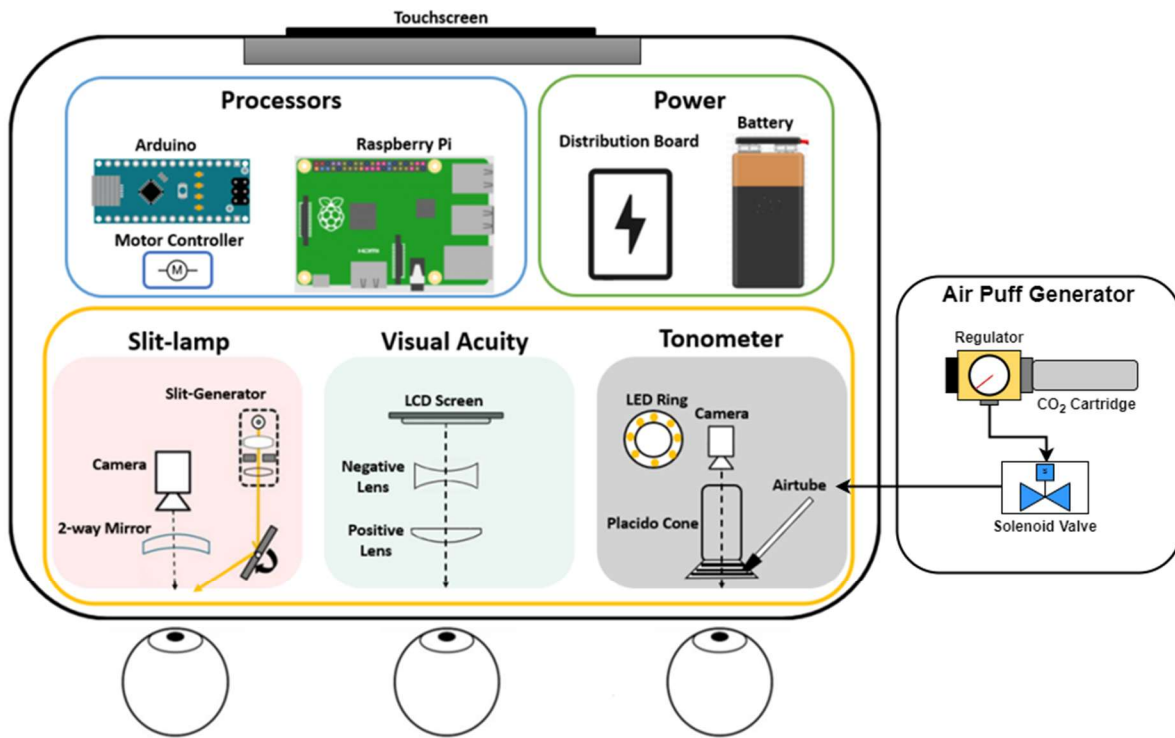 Touchscreen
Processors
Arduino
Raspberry Pi
Motor Controller
M
HDMI
Power
Distribution Board
Battery
Slit-lamp
Slit-Generator
Camera
2-way Mirror
Visual Acuity
LCD Screen
Negative
Lens
Positive
Lens
Tonometer
LED Ring
Camera
Airtube
Placido Cone
Air Puff Generator
Regulator
CO₂ Cartridge
S
Solenoid Valve